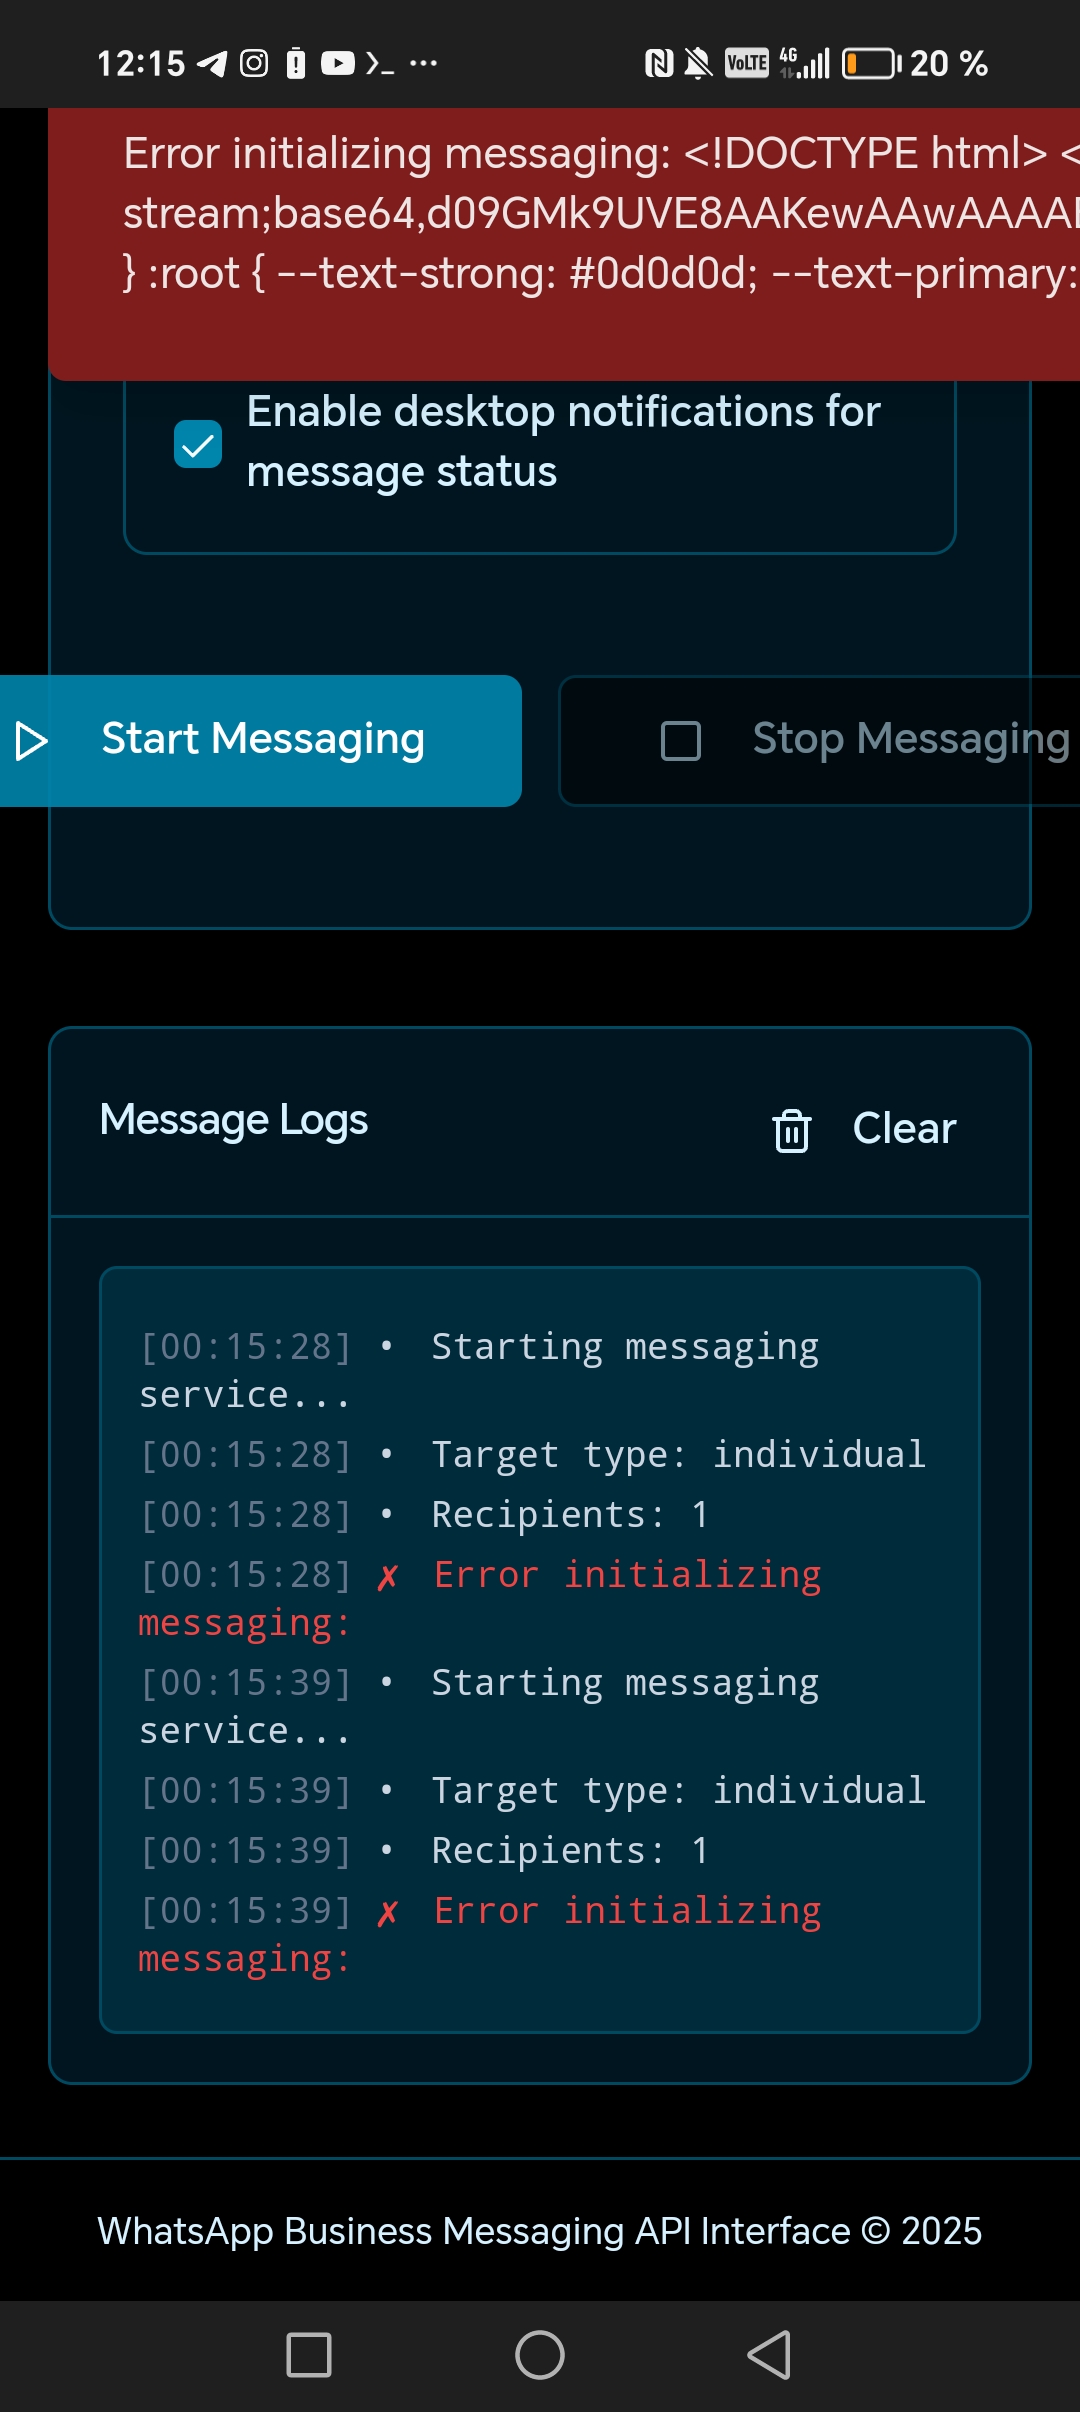 12:15 ... VoLTE 4G 20 %
Error initializing messaging: <!DOCTYPE html> <
stream;base64,d09GMk9UVE8AAKewAAwAAAA
} :root { --text-strong: #0d0d0d; --text-primary:
Enable desktop notifications for
message status
Start Messaging
Stop Messaging
Message Logs
Clear
[00:15:28] • Starting messaging
service...
[00:15:28] • Target type: individual
[00:15:28] • Recipients: 1
[00:15:28] ✗ Error initializing
messaging:
[00:15:39] • Starting messaging
service...
[00:15:39] • Target type: individual
[00:15:39] • Recipients: 1
[00:15:39] ✗ Error initializing
messaging:
WhatsApp Business Messaging API Interface © 2025